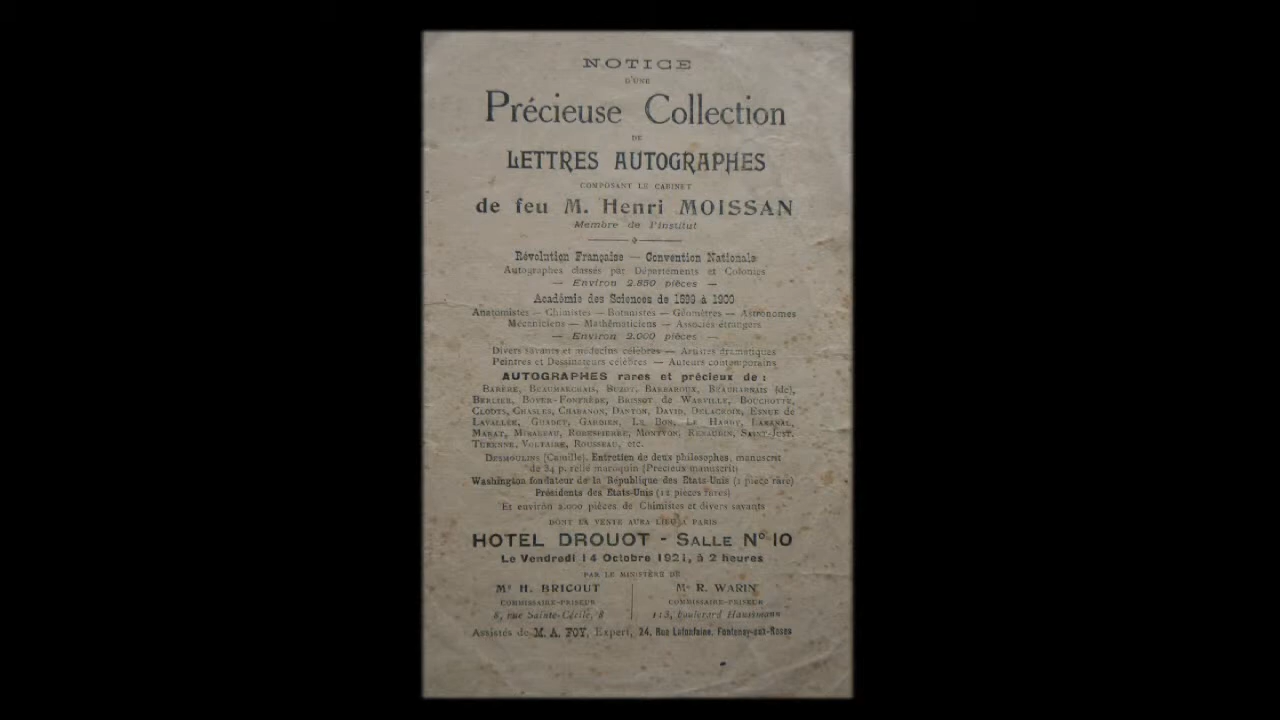 NOTICE
D'UNE
Précieuse Collection
DE
LETTRES AUTOGRAPHES
COMPOSANT LE CABINET
de feu M. Henri MOISSAN
Membre de l'Institut
Révolution Française — Convention Nationale
Autographes classés par Départements et Colonies
— Environ 2.850 pièces —
Académie des Sciences de 1699 à 1900
Anatomistes — Chimistes — Botanistes — Géomètres — Astronomes
Mécaniciens — Mathématiciens — Associés étrangers
— Environ 2.000 pièces —
Divers savants et médecins célèbres — Artistes dramatiques
Peintres et Dessinateurs célèbres — Auteurs contemporains
AUTOGRAPHES rares et précieux de :
BARÈRE, BEAUMARCHAIS, BUZOT, BARBAROUX, BEAUHARNAIS (de),
BERLIER, BOYER-FONFRÈDE, BRISSOT de WARVILLE, BOUCHOTTE,
CLOOTS, CHASLES, CHABANON, DANTON, DAVID, DELACROIX, ESNUE de
LAVALLÉE, GUADET, GARDIEN, LE BON, LE HARDY, LAKANAL,
MARAT, MIRABEAU, ROBESPIERRE, MONTYON, RENAUDIN, SAINT-JUST,
TURENNE, VOLTAIRE, ROUSSEAU, etc.
DESMOULINS (Camille). Entretien de deux philosophes, manuscrit
de 34 p. relié maroquin (Précieux manuscrit)
Washington fondateur de la République des Etats-Unis (1 pièce rare)
Présidents des Etats-Unis (12 pièces rares)
Et environ 2.000 pièces de Chimistes et divers savants
DONT LA VENTE AURA LIEU A PARIS
HOTEL DROUOT - SALLE N° 10
Le Vendredi 14 Octobre 1921, à 2 heures
PAR LE MINISTÈRE DE
Me H. BRICOUT
COMMISSAIRE-PRISEUR
8, rue Sainte-Cécile, 8
Me R. WARIN
COMMISSAIRE-PRISEUR
115, boulevard Haussmann
Assistés de M. A. FOY, Expert, 24, Rue Fontenay-aux-Roses